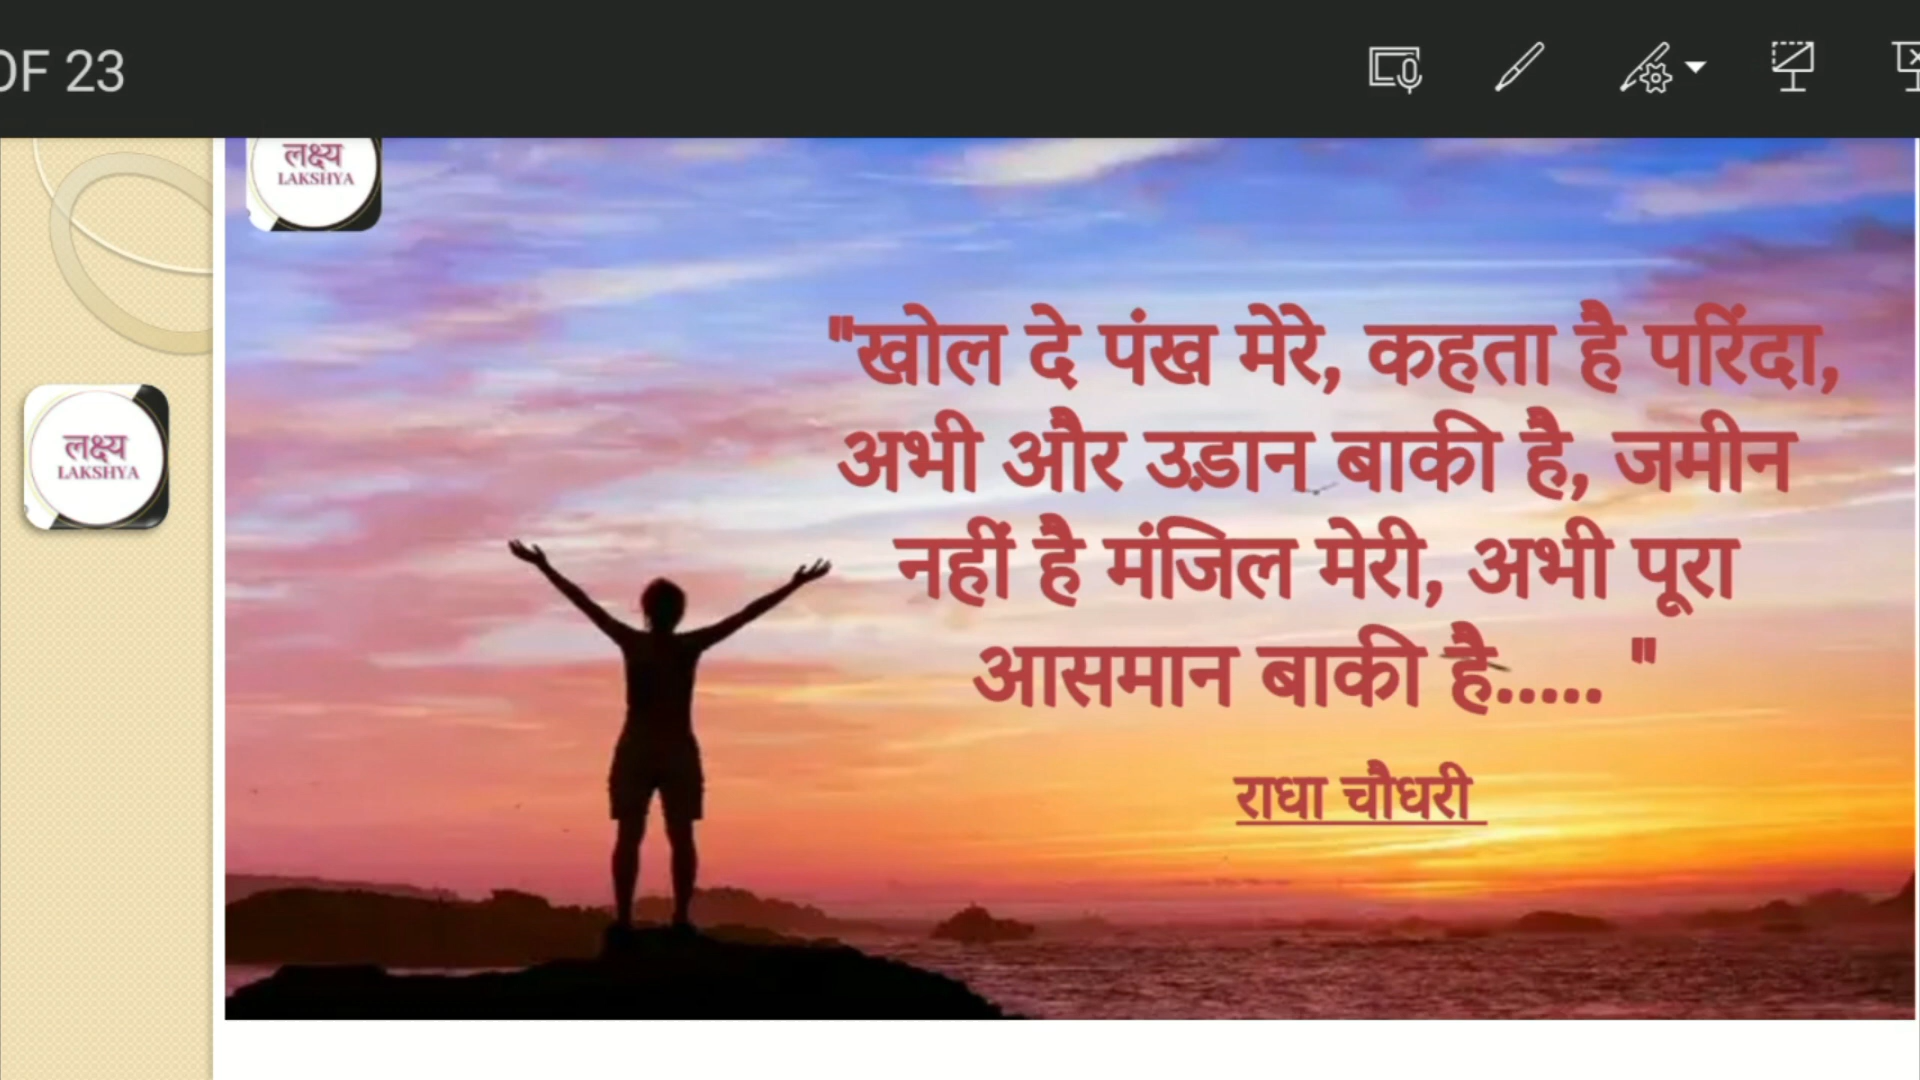 OF 23
लक्ष्य
LAKSHYA
लक्ष्य
LAKSHYA
"खोल दे पंख मेरे, कहता है परिंदा,
अभी और उड़ान बाकी है, जमीन
नहीं है मंजिल मेरी, अभी पूरा
आसमान बाकी है..... "
राधा चौधरी